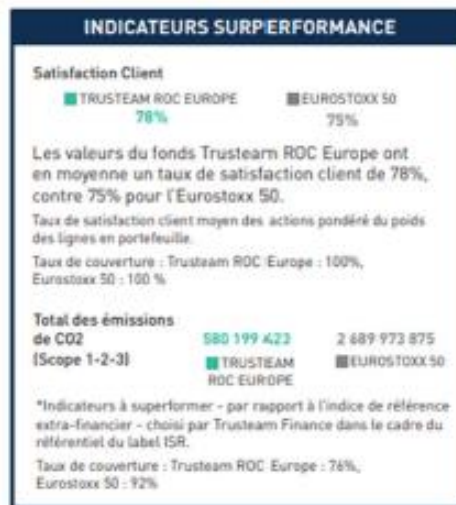 INDICATEURS SURPERFORMANCE
Satisfaction Client
TRUSTEAM ROC EUROPE EUROSTOXX 50
78% 75%
Les valeurs du fonds Trusteam ROC Europe ont
en moyenne un taux de satisfaction client de 78%,
contre 75% pour l'Eurostoxx 50.
Taux de satisfaction client moyen des actions pondéré du poids
des lignes en portefeuille.
Taux de couverture : Trusteam ROC Europe : 100%,
Eurostoxx 50 : 100 %
Total des émissions
de CO2 580 199 423 2 689 973 875
(Scope 1-2-3) TRUSTEAM EUROSTOXX 50
ROC EUROPE
*Indicateurs à superformer - par rapport à l'indice de référence
extra-financier - choisi par Trusteam Finance dans le cadre du
référentiel du label ISR.
Taux de couverture : Trusteam ROC Europe : 76%,
Eurostoxx 50 : 92%